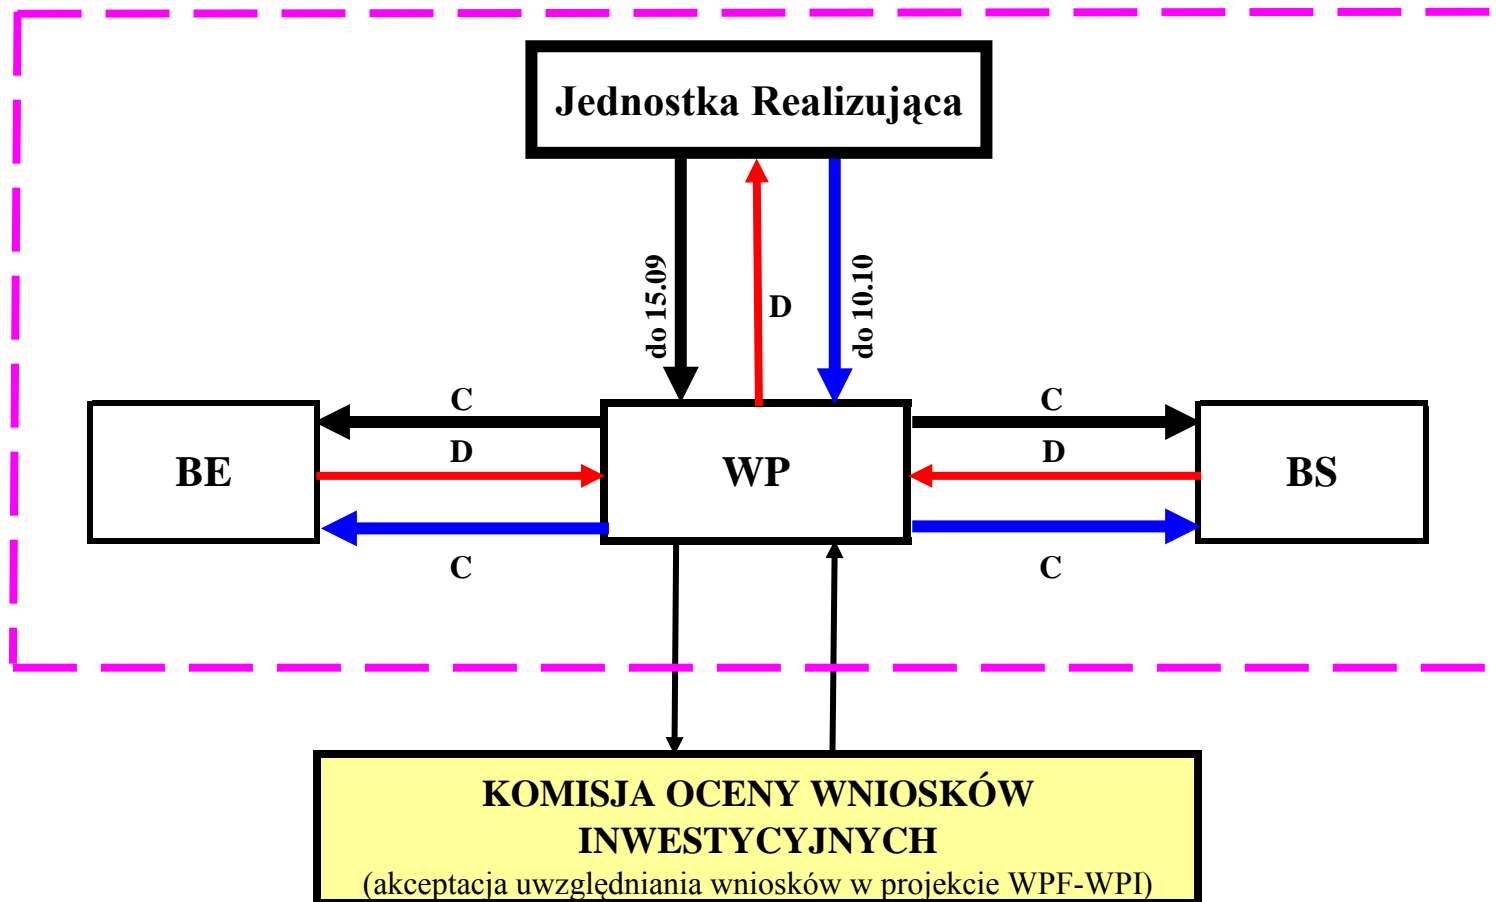 Jednostka Realizująca
do 15.09
D
do 10.10
C
C
BE
D
WP
D
BS
C
C
KOMISJA OCENY WNIOSKÓW
INWESTYCYJNYCH
(akceptacja uwzględniania wniosków w projekcie WPF-WPI)